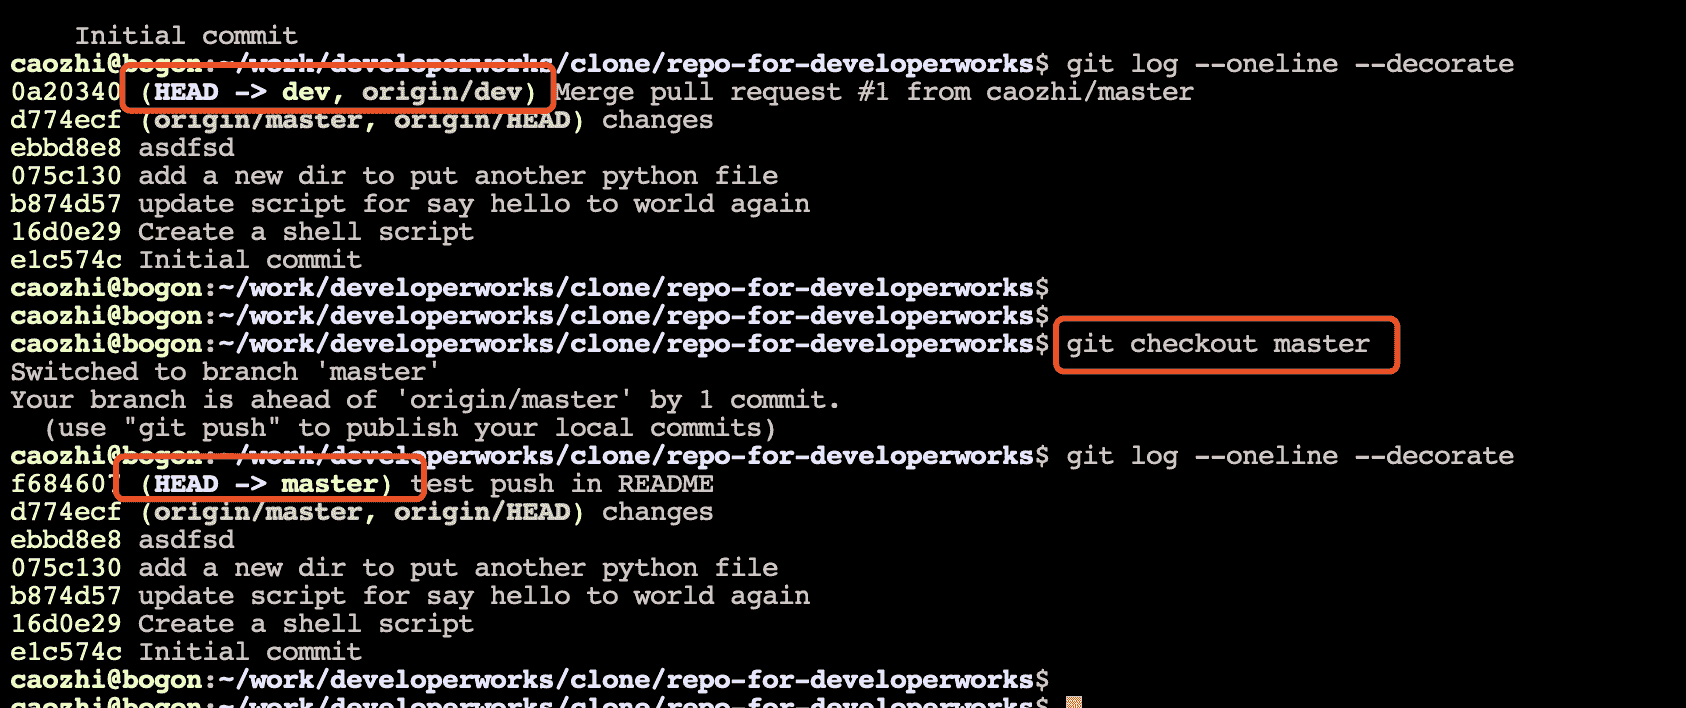 Initial commit
caozhi@bogon:~/work/developerworks/clone/repo-for-developerworks$ git log --oneline --decorate
0a20340 (HEAD -> dev, origin/dev) Merge pull request #1 from caozhi/master
d774ecf (origin/master, origin/HEAD) changes
ebbd8e8 asdfsd
075c130 add a new dir to put another python file
b874d57 update script for say hello to world again
16d0e29 Create a shell script
e1c574c Initial commit
caozhi@bogon:~/work/developerworks/clone/repo-for-developerworks$
caozhi@bogon:~/work/developerworks/clone/repo-for-developerworks$
caozhi@bogon:~/work/developerworks/clone/repo-for-developerworks$ git checkout master
Switched to branch 'master'
Your branch is ahead of 'origin/master' by 1 commit.
(use "git push" to publish your local commits)
caozhi@bogon:~/work/developerworks/clone/repo-for-developerworks$ git log --oneline --decorate
f684607 (HEAD -> master) test push in README
d774ecf (origin/master, origin/HEAD) changes
ebbd8e8 asdfsd
075c130 add a new dir to put another python file
b874d57 update script for say hello to world again
16d0e29 Create a shell script
e1c574c Initial commit
caozhi@bogon:~/work/developerworks/clone/repo-for-developerworks$
caozhi@bogon:~/work/developerworks/clone/repo-for-developerworks$